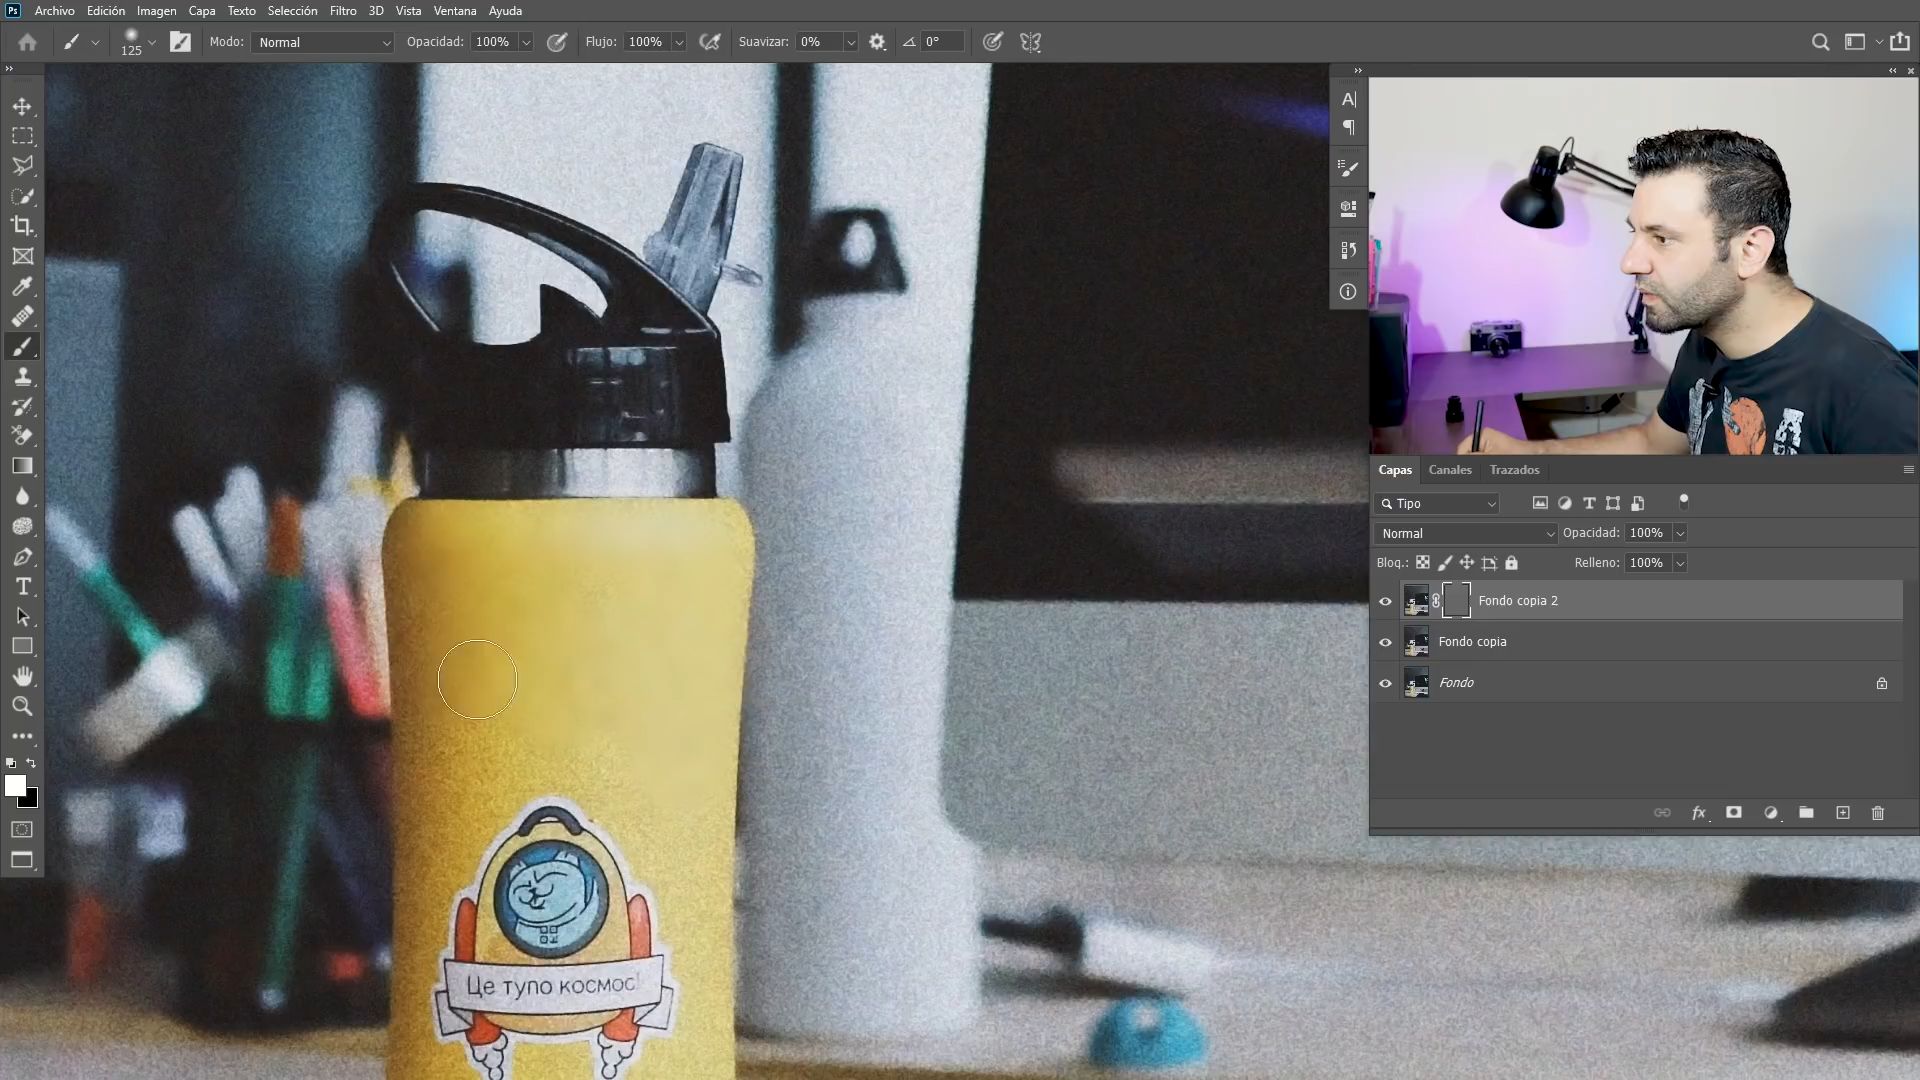 Ps Archivo Edición Imagen Capa Texto Selección Filtro 3D Vista Ventana Ayuda
125 Modo: Normal Opacidad: 100% Flujo: 100% Suavizar: 0% 0°
Capas Canales Trazados
Tipo
Normal Opacidad: 100%
Bloq.: Relleno: 100%
Fondo copia 2
Fondo copia
Fondo
Це тупо космос!